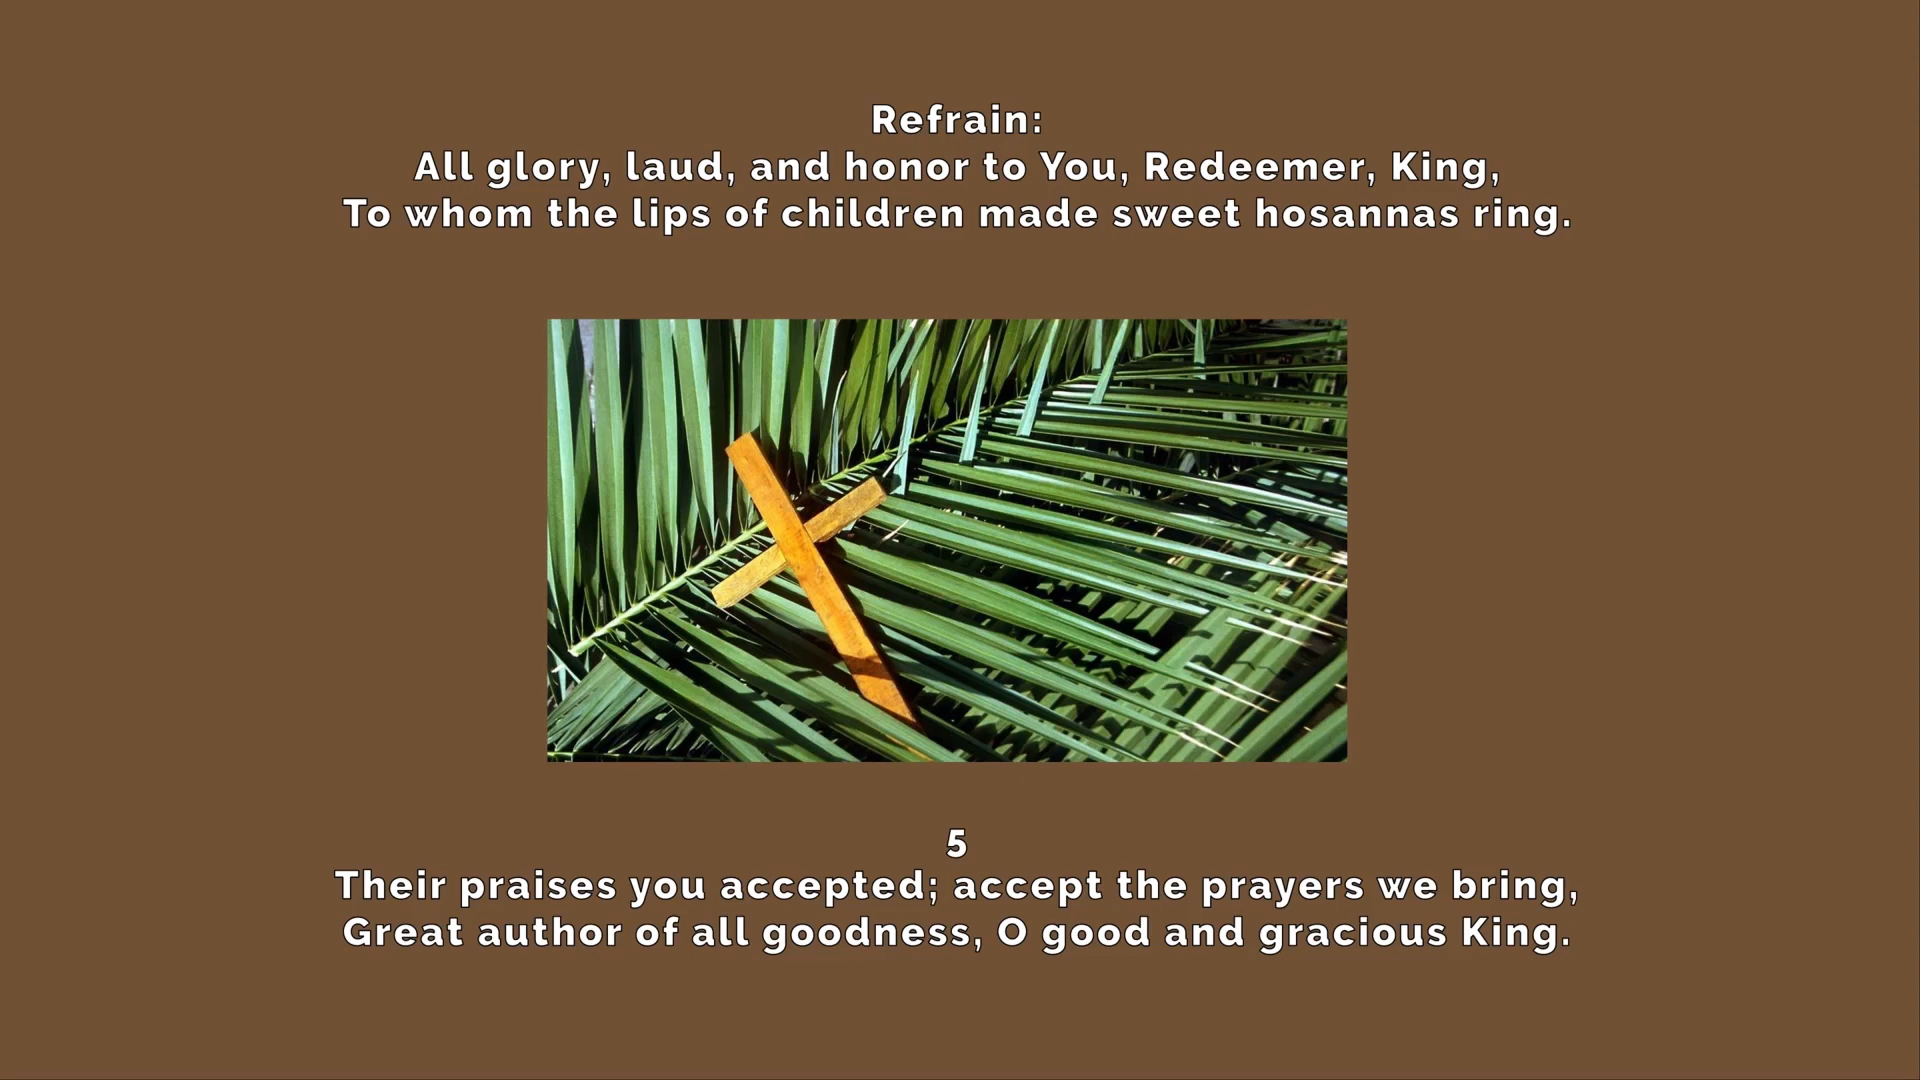 Refrain:
All glory, laud, and honor to You, Redeemer, King,
To whom the lips of children made sweet hosannas ring.
5
Their praises you accepted; accept the prayers we bring,
Great author of all goodness, O good and gracious King.